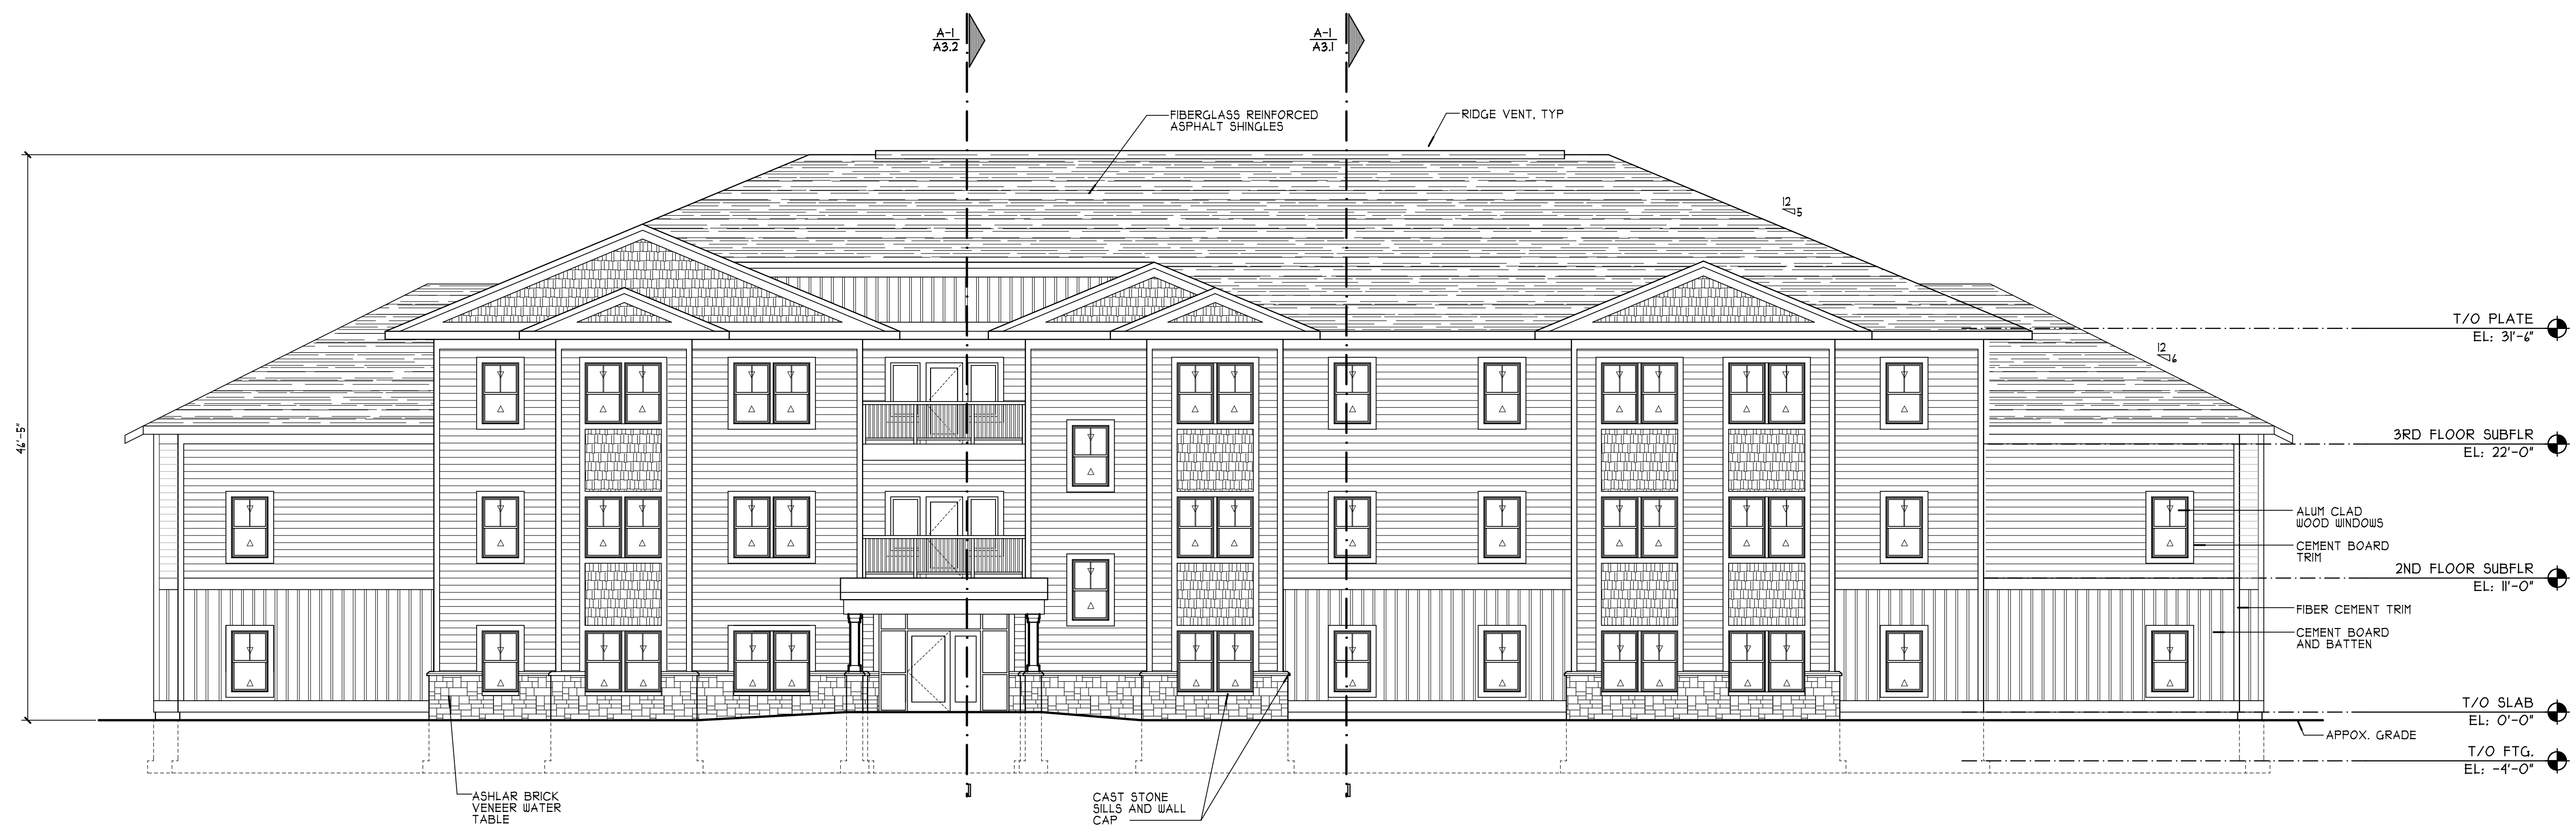 A-1
A3.2
A-1
A3.1
FIBERGLASS REINFORCED
ASPHALT SHINGLES
RIDGE VENT, TYP
12
5
46'-5"
T/O PLATE
EL: 31'-6"
12
6
3RD FLOOR SUBFLR
EL: 22'-0"
ALUM CLAD
WOOD WINDOWS
CEMENT BOARD
TRIM
2ND FLOOR SUBFLR
EL: 11'-0"
FIBER CEMENT TRIM
CEMENT BOARD
AND BATTEN
T/O SLAB
EL: 0'-0"
APPOX. GRADE
T/O FTG.
EL: -4'-0"
ASHLAR BRICK
VENEER WATER
TABLE
CAST STONE
SILLS AND WALL
CAP